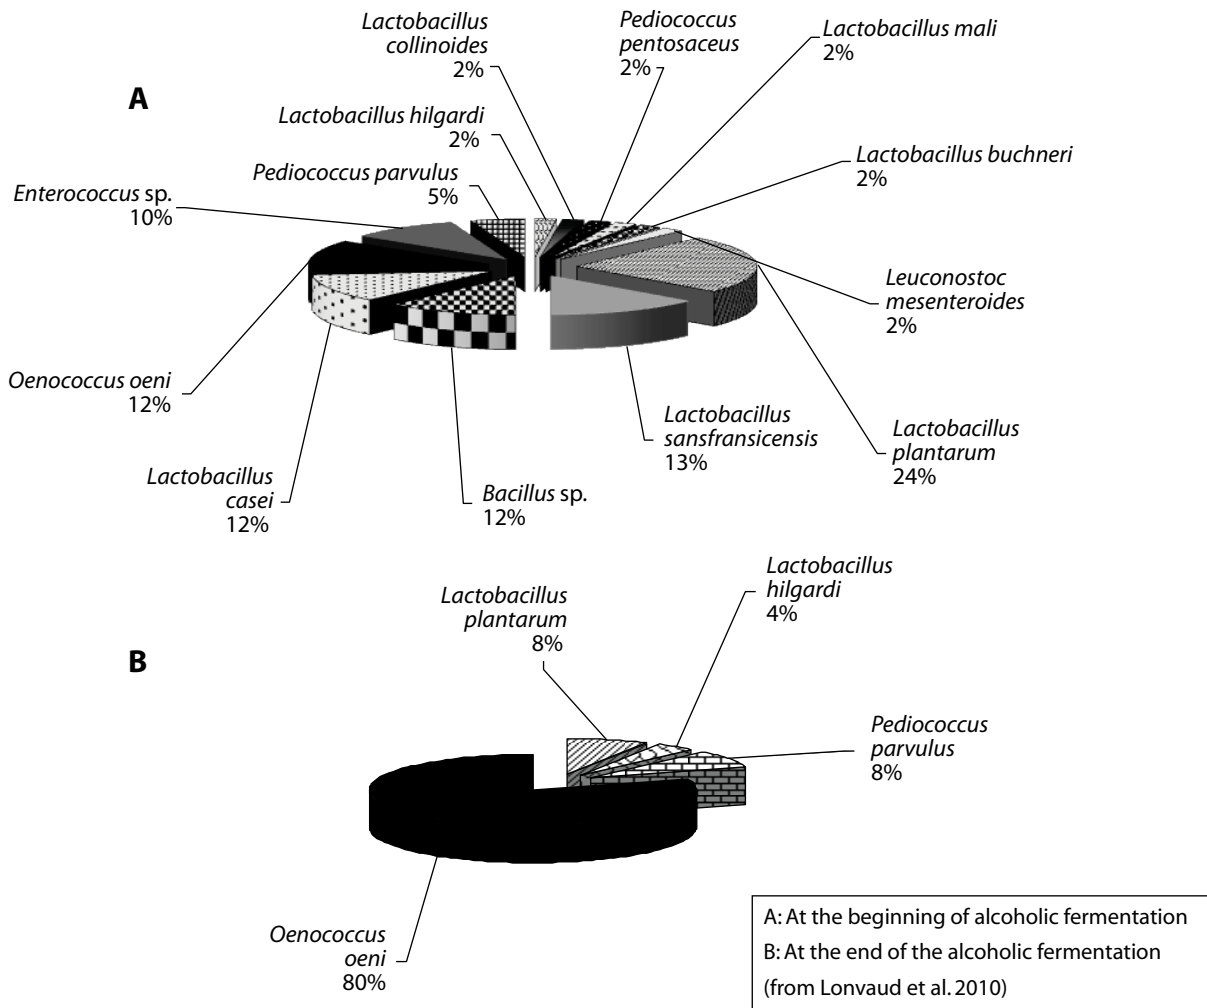 A
Lactobacillus
collinoides
2%
Pediococcus
pentosaceus
2%
Lactobacillus mali
2%
Lactobacillus hilgardi
2%
Lactobacillus buchneri
2%
Pediococcus parvulus
5%
Enterococcus sp.
10%
Leuconostoc
mesenteroides
2%
Oenococcus oeni
12%
Lactobacillus
sansfransicensis
13%
Lactobacillus
plantarum
24%
Lactobacillus
casei
12%
Bacillus sp.
12%
B
Lactobacillus
plantarum
8%
Lactobacillus
hilgardi
4%
Pediococcus
parvulus
8%
Oenococcus
oeni
80%
A: At the beginning of alcoholic fermentation
B: At the end of the alcoholic fermentation
(from Lonvaud et al. 2010)